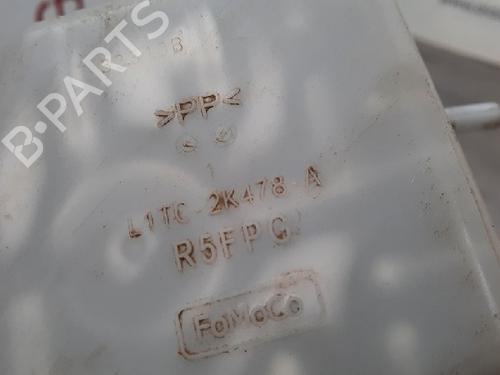 B-PARTS
B
>PP<
L1TC-2K478-A
R5FPC
FoMoCo